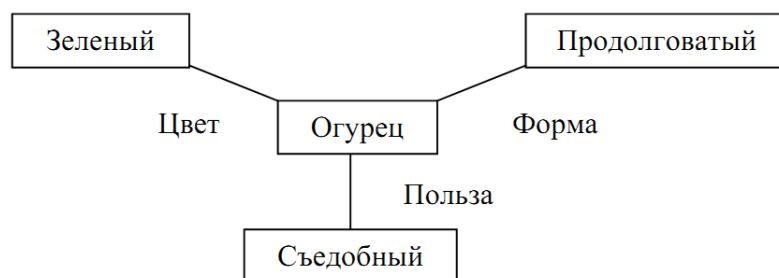 Зеленый
Продолговатый
Цвет
Огурец
Форма
Польза
Съедобный